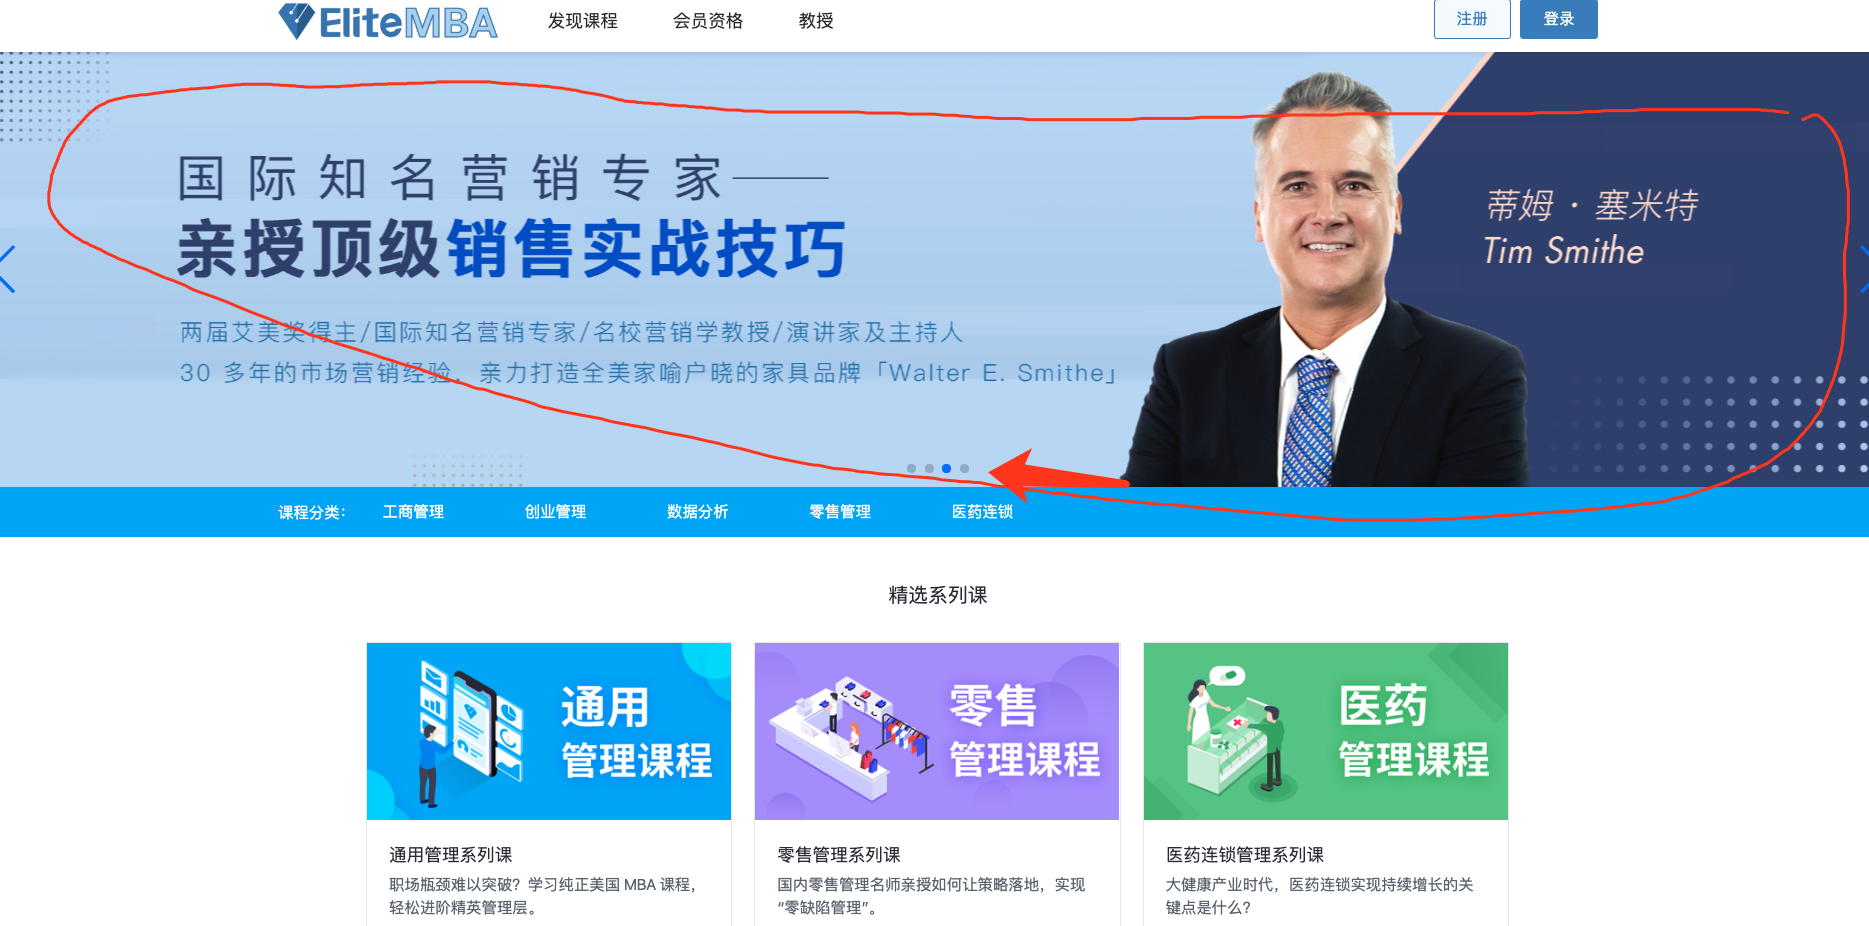 EliteMBA
发现课程
会员资格
教授
注册
登录
国际知名营销专家——
亲授顶级销售实战技巧
两届艾美奖得主/国际知名营销专家/名校营销学教授/演讲家及主持人
30 多年的市场营销经验，亲力打造全美家喻户晓的家具品牌「Walter E. Smithe」
蒂姆·塞米特
Tim Smithe
课程分类：
工商管理
创业管理
数据分析
零售管理
医药连锁
精选系列课
通用
管理课程
零售
管理课程
医药
管理课程
通用管理系列课
职场瓶颈难以突破？学习纯正美国 MBA 课程，
轻松进阶精英管理层。
零售管理系列课
国内零售管理名师亲授如何让策略落地，实现
“零缺陷管理”。
医药连锁管理系列课
大健康产业时代，医药连锁实现持续增长的关
键点是什么？